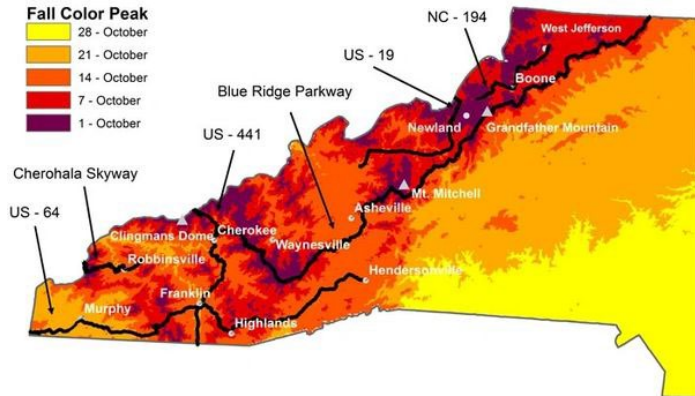 Fall Color Peak
28 - October
21 - October
14 - October
7 - October
1 - October
NC - 194
West Jefferson
US - 19
Boone
Blue Ridge Parkway
Newland
Grandfather Mountain
US - 441
Cherohala Skyway
Mt. Mitchell
Asheville
US - 64
Clingmans Dome
Cherokee
Waynesville
Robbinsville
Hendersonville
Franklin
Murphy
Highlands